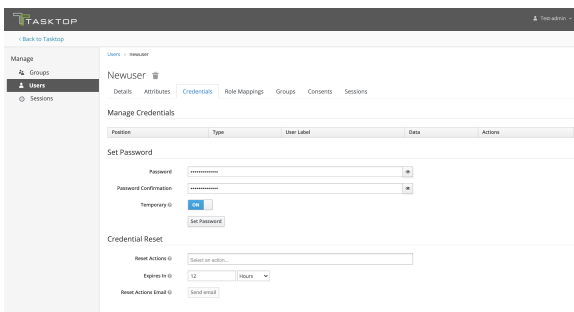 TASKTOP
Test-admin
‹ Back to Tasktop
Manage
Groups
Users
Sessions
Users › newuser
Newuser
Details Attributes Credentials Role Mappings Groups Consents Sessions
Manage Credentials
Position Type User Label Data Actions
Set Password
Password ••••••••••••••
Password Confirmation ••••••••••••••
Temporary ON
Set Password
Credential Reset
Reset Actions Select an action...
Expires In 12 Hours
Reset Actions Email Send email